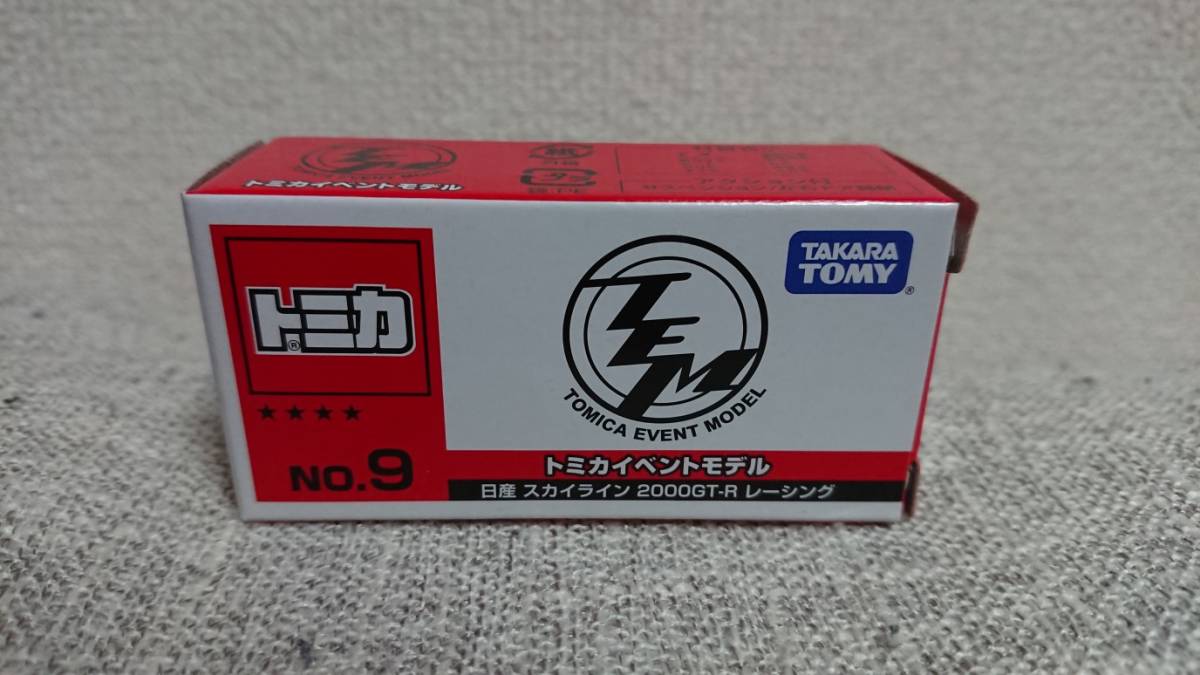 TEM
トミカイベントモデル
トミカ
®
★★★★
NO.9
TEM
TOMICA EVENT MODEL
TAKARA
TOMY®
トミカイベントモデル
日産 スカイライン 2000GT-R レーシング